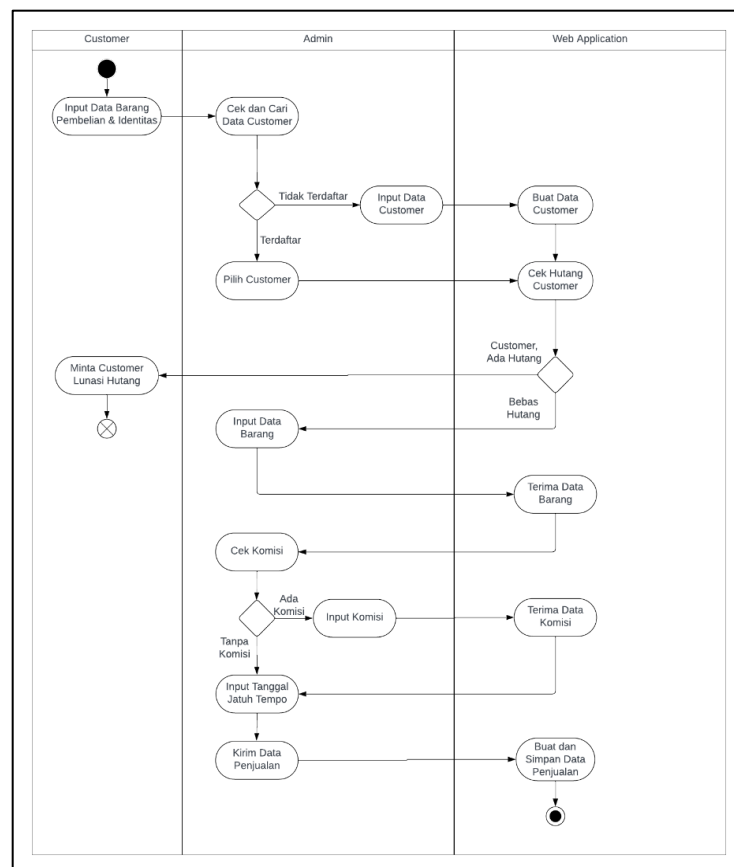 Customer
Admin
Web Application
Input Data Barang
Pembelian & Identitas
Cek dan Cari
Data Customer
Tidak Terdaftar
Input Data
Customer
Buat Data
Customer
Terdaftar
Pilih Customer
Cek Hutang
Customer
Customer,
Ada Hutang
Minta Customer
Lunasi Hutang
Bebas
Hutang
Input Data
Barang
Terima Data
Barang
Cek Komisi
Ada
Komisi
Input Komisi
Terima Data
Komisi
Tanpa
Komisi
Input Tanggal
Jatuh Tempo
Kirim Data
Penjualan
Buat dan
Simpan Data
Penjualan